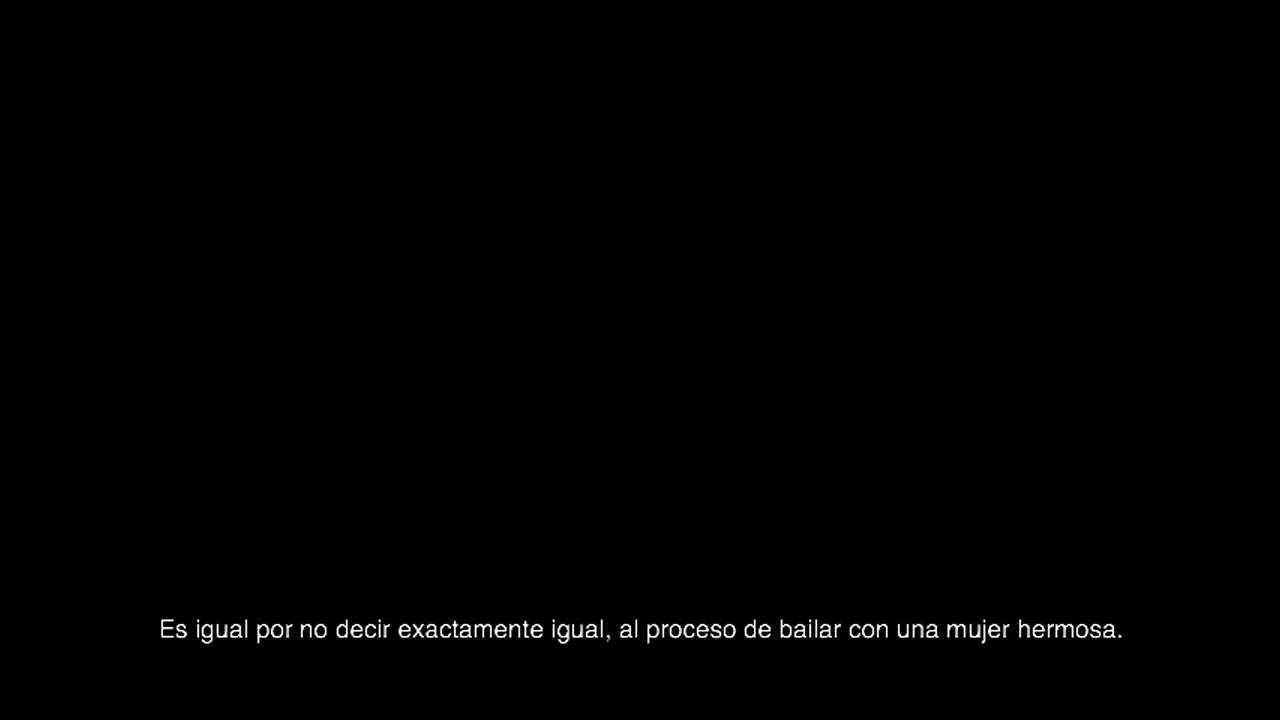 Es igual por no decir exactamente igual, al proceso de bailar con una mujer hermosa.